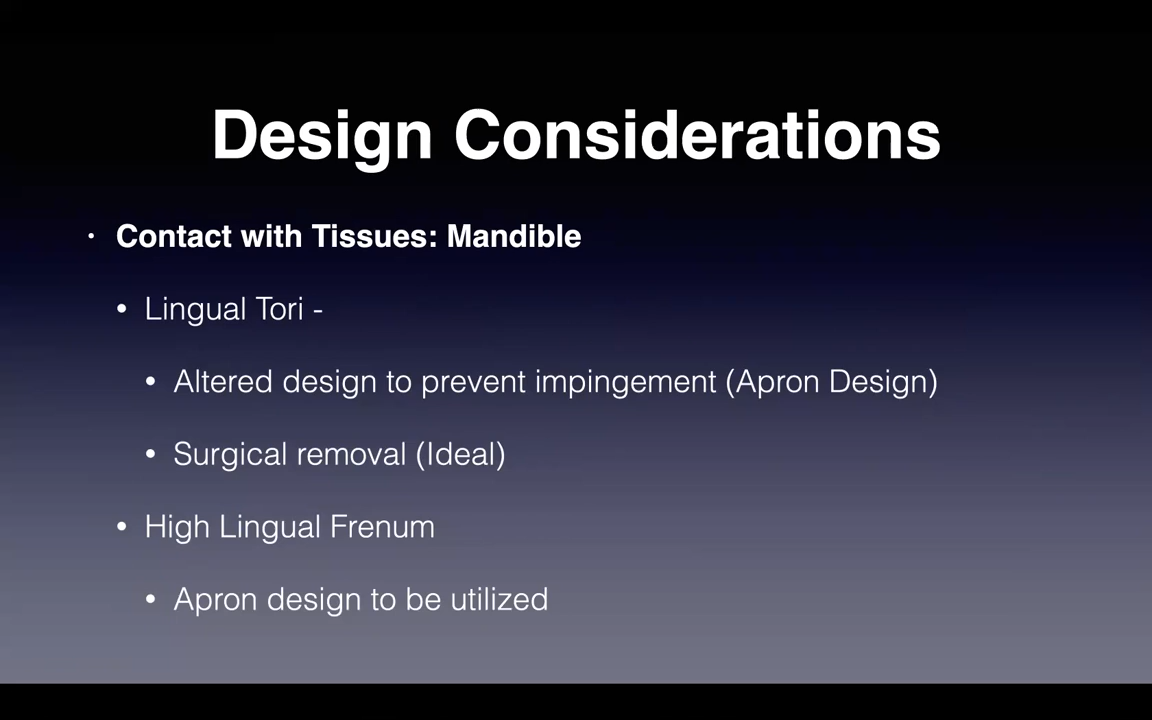 Design Considerations
• Contact with Tissues: Mandible
• Lingual Tori -
• Altered design to prevent impingement (Apron Design)
• Surgical removal (Ideal)
• High Lingual Frenum
• Apron design to be utilized